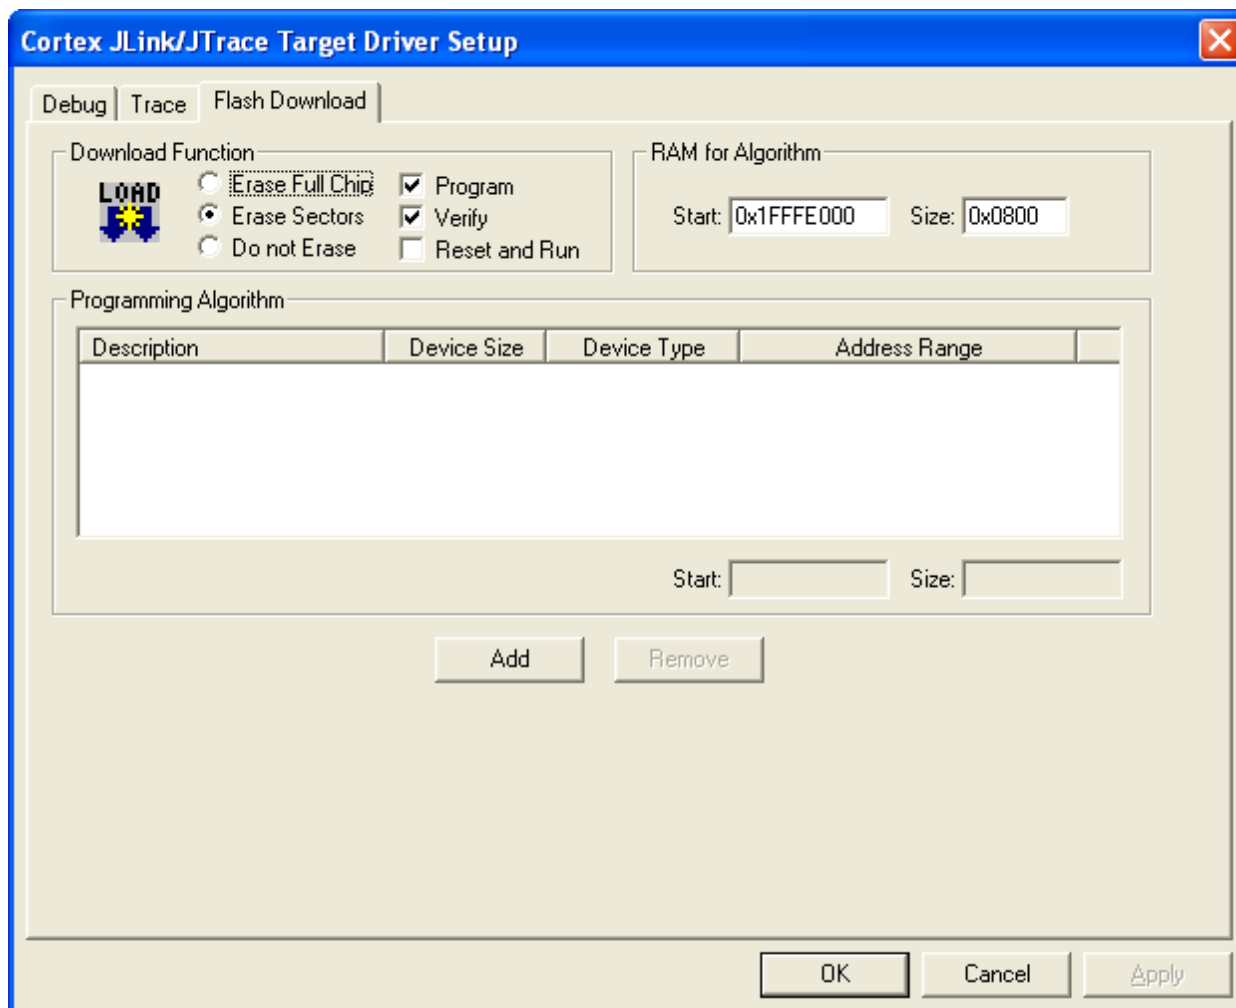 Cortex JLink/JTrace Target Driver Setup
Debug Trace Flash Download
Download Function
LOAD
Erase Full Chip
Erase Sectors
Do not Erase
Program
Verify
Reset and Run
RAM for Algorithm
Start: 0x1FFFE000 Size: 0x0800
Programming Algorithm
Description Device Size Device Type Address Range
Start: Size:
Add Remove
OK Cancel Apply